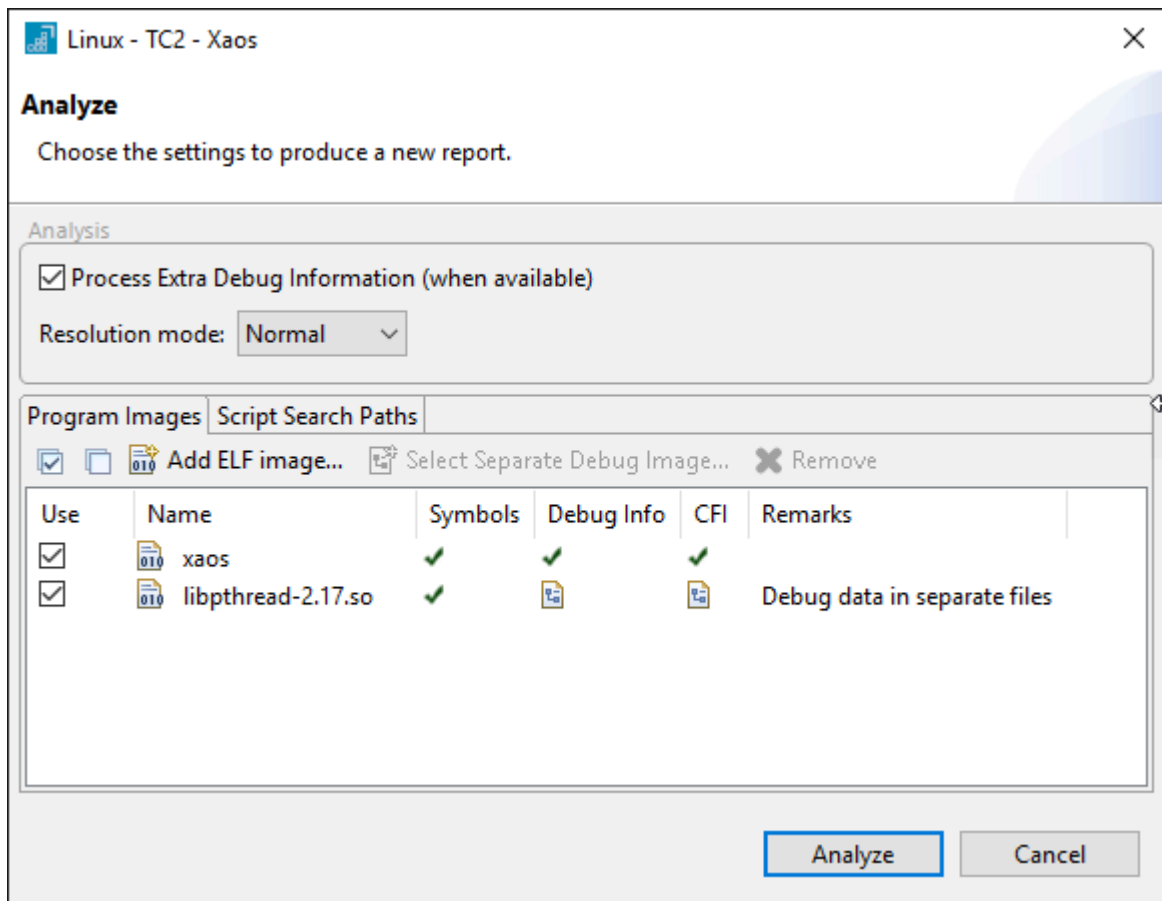 Linux - TC2 - Xaos
Analyze
Choose the settings to produce a new report.
Analysis
Process Extra Debug Information (when available)
Resolution mode: Normal
Program Images Script Search Paths
Add ELF image... Select Separate Debug Image... Remove
Use Name Symbols Debug Info CFI Remarks
xaos
libpthread-2.17.so Debug data in separate files
Analyze Cancel